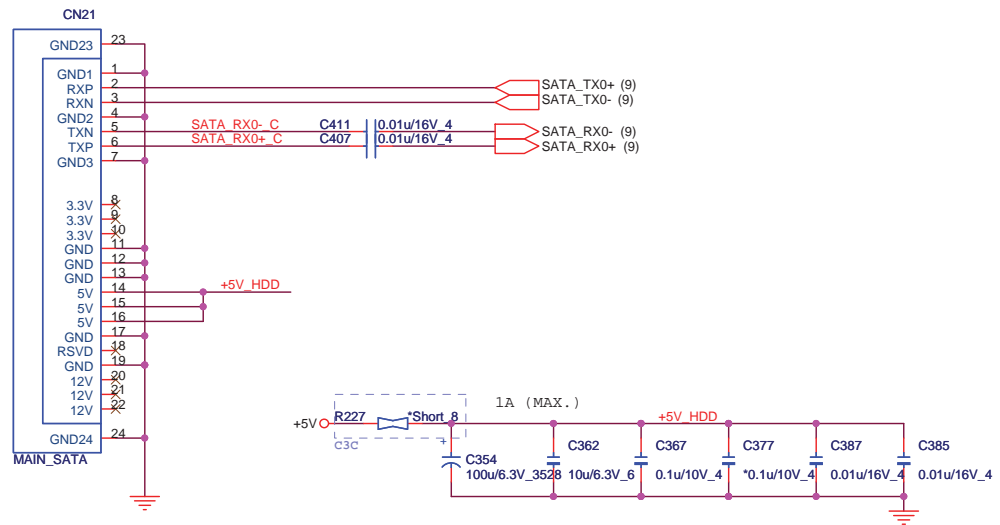 CN21
GND23 23
GND1 1
RXP 2
RXN 3
GND2 4
TXN 5
TXP 6
GND3 7
3.3V 8
3.3V 9
3.3V 10
GND 11
GND 12
GND 13
5V 14
5V 15
5V 16
GND 17
RSVD 18
GND 19
12V 20
12V 21
12V 22
GND24 24
MAIN_SATA
SATA_TX0+ (9)
SATA_TX0- (9)
SATA_RX0-_C C411 0.01u/16V_4 SATA_RX0- (9)
SATA_RX0+_C C407 0.01u/16V_4 SATA_RX0+ (9)
+5V_HDD
1A (MAX.)
+5V R227 *Short_8 +5V_HDD
C3C
+
C354
100u/6.3V_3528
C362
10u/6.3V_6
C367
0.1u/10V_4
C377
*0.1u/10V_4
C387
0.01u/16V_4
C385
0.01u/16V_4